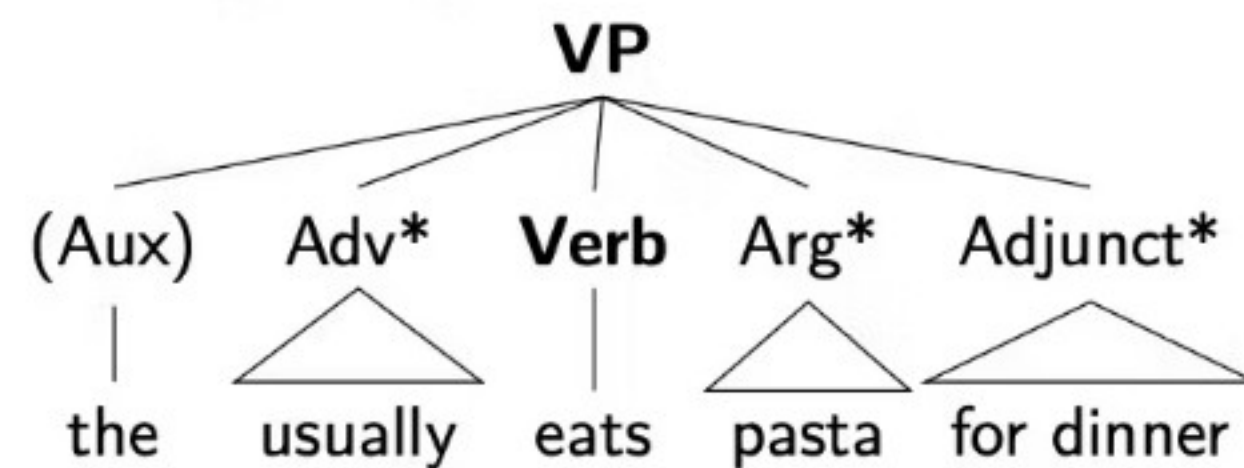 VP
(Aux) Adv* Verb Arg* Adjunct*
the usually eats pasta for dinner